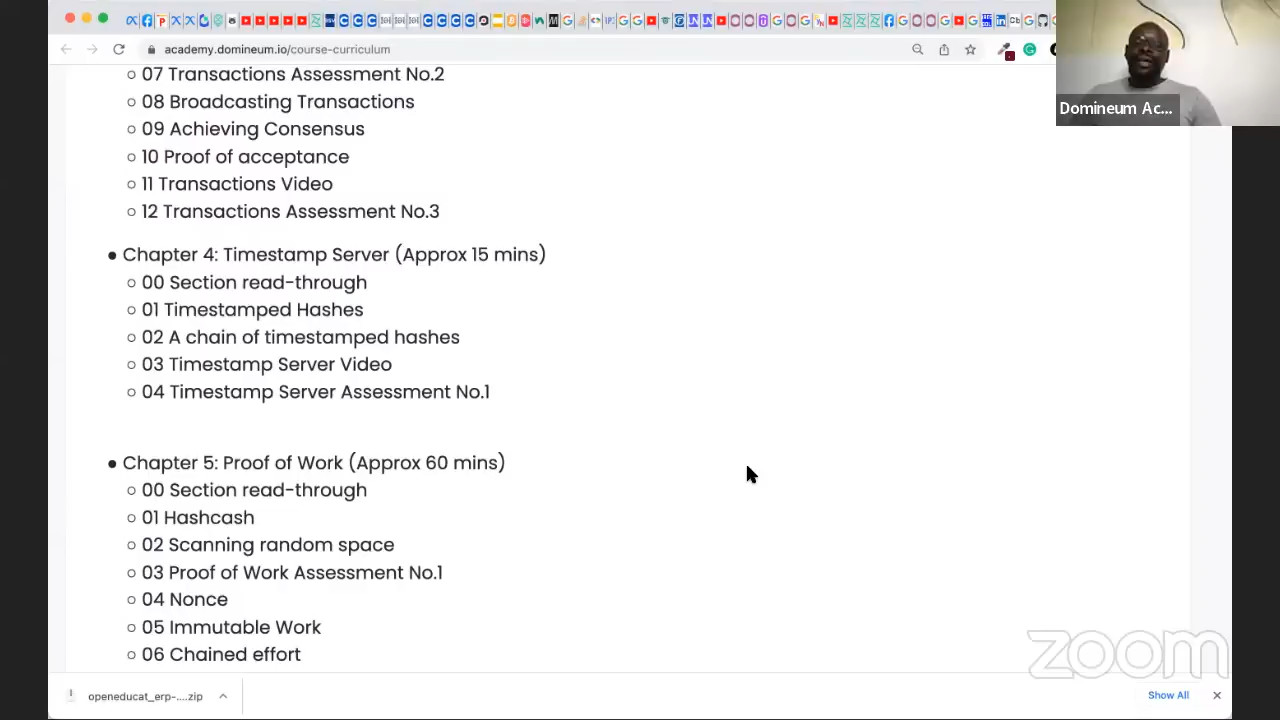 academy.domineum.io/course-curriculum
Domineum Ac...
07 Transactions Assessment No.2
08 Broadcasting Transactions
09 Achieving Consensus
10 Proof of acceptance
11 Transactions Video
12 Transactions Assessment No.3
Chapter 4: Timestamp Server (Approx 15 mins)
00 Section read-through
01 Timestamped Hashes
02 A chain of timestamped hashes
03 Timestamp Server Video
04 Timestamp Server Assessment No.1
Chapter 5: Proof of Work (Approx 60 mins)
00 Section read-through
01 Hashcash
02 Scanning random space
03 Proof of Work Assessment No.1
04 Nonce
05 Immutable Work
06 Chained effort
zoom
openeducat_erp-....zip
Show All